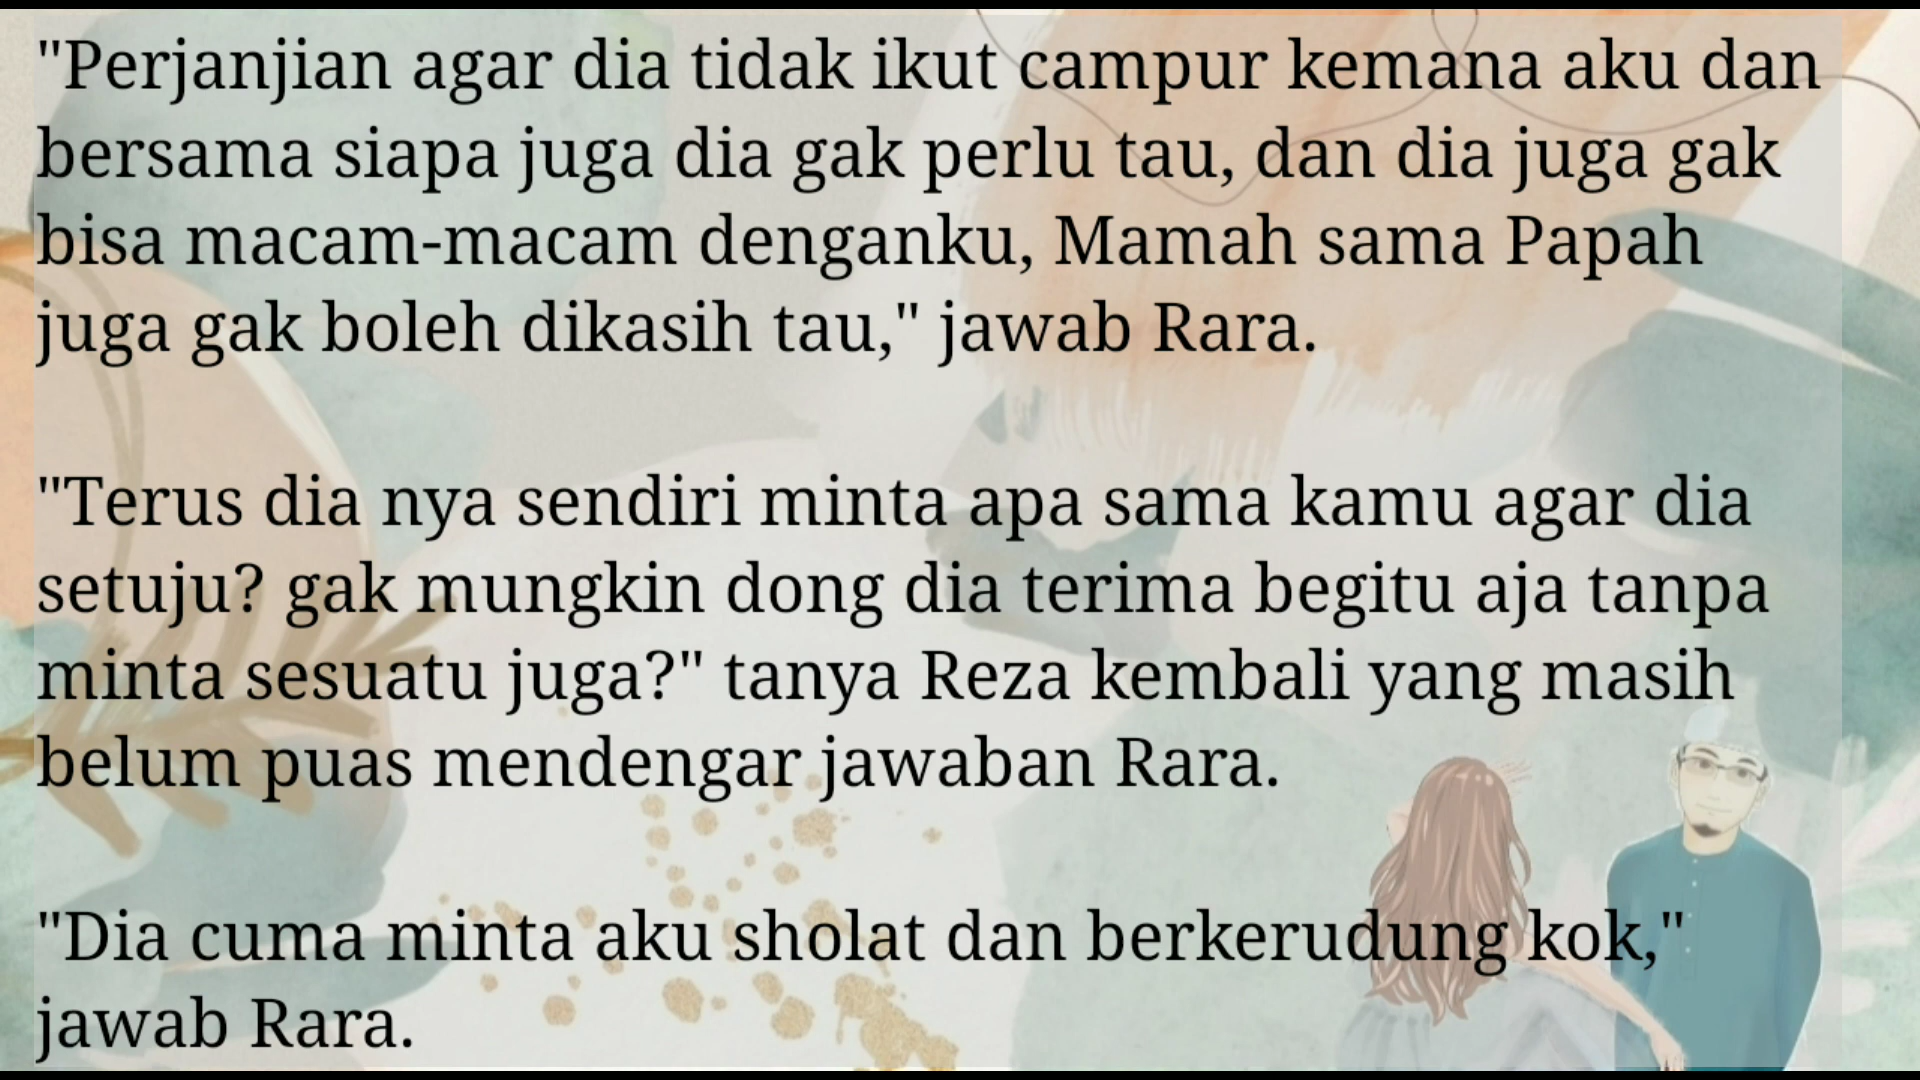 "Perjanjian agar dia tidak ikut campur kemana aku dan
bersama siapa juga dia gak perlu tau, dan dia juga gak
bisa macam-macam denganku, Mamah sama Papah
juga gak boleh dikasih tau," jawab Rara.
"Terus dia nya sendiri minta apa sama kamu agar dia
setuju? gak mungkin dong dia terima begitu aja tanpa
minta sesuatu juga?" tanya Reza kembali yang masih
belum puas mendengar jawaban Rara.
"Dia cuma minta aku sholat dan berkerudung kok,"
jawab Rara.